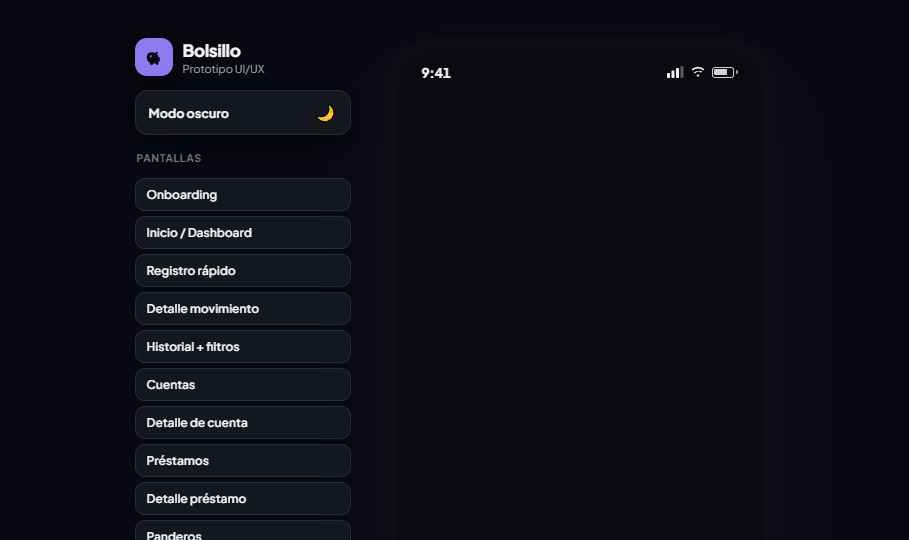 Bolsillo
Prototipo UI/UX
Modo oscuro
PANTALLAS
Onboarding
Inicio / Dashboard
Registro rápido
Detalle movimiento
Historial + filtros
Cuentas
Detalle de cuenta
Préstamos
Detalle préstamo
Panderos
9:41